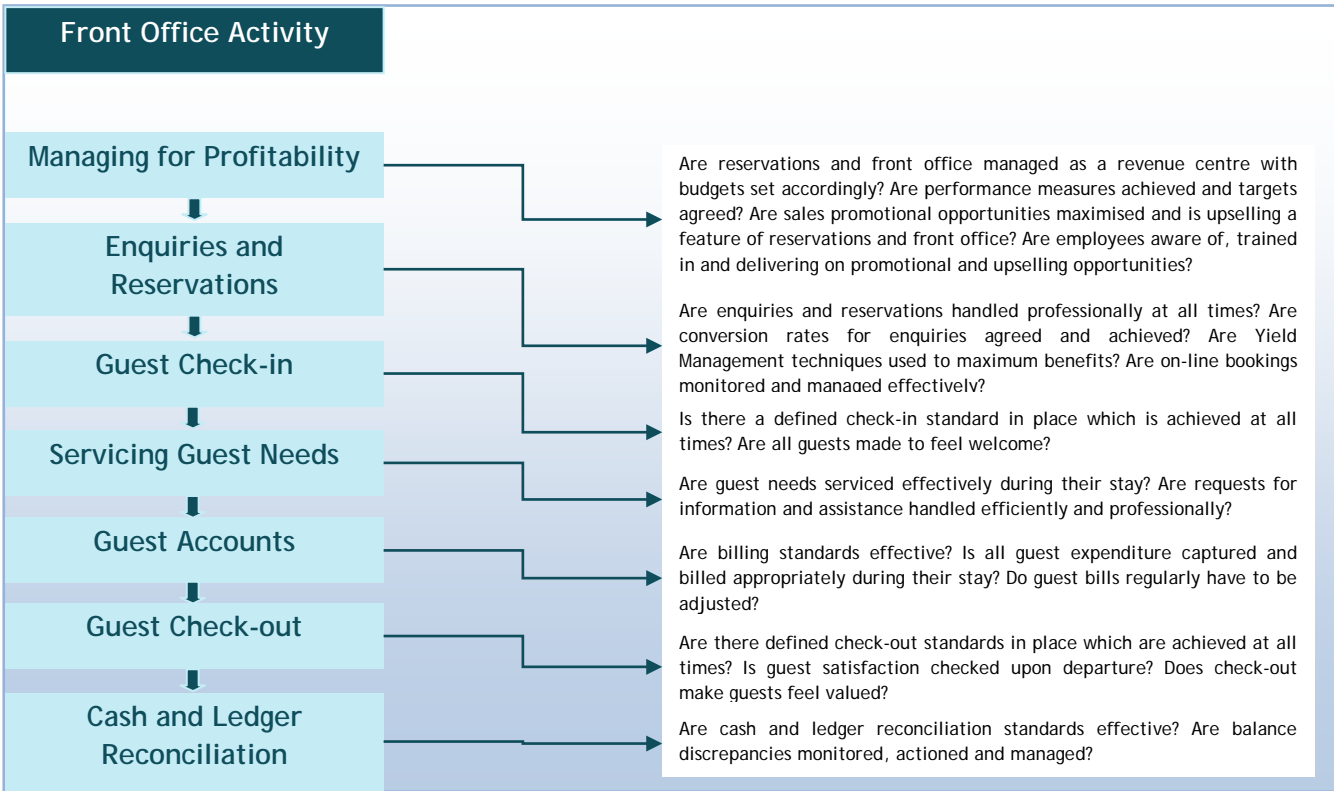 Front Office Activity
Managing for Profitability
Are reservations and front office managed as a revenue centre with
budgets set accordingly? Are performance measures achieved and targets
agreed? Are sales promotional opportunities maximised and is upselling a
feature of reservations and front office? Are employees aware of, trained
in and delivering on promotional and upselling opportunities?
Enquiries and
Reservations
Are enquiries and reservations handled professionally at all times? Are
conversion rates for enquiries agreed and achieved? Are Yield
Management techniques used to maximum benefits? Are on-line bookings
monitored and managed effectively?
Guest Check-in
Is there a defined check-in standard in place which is achieved at all
times? Are all guests made to feel welcome?
Servicing Guest Needs
Are guest needs serviced effectively during their stay? Are requests for
information and assistance handled efficiently and professionally?
Guest Accounts
Are billing standards effective? Is all guest expenditure captured and
billed appropriately during their stay? Do guest bills regularly have to be
adjusted?
Guest Check-out
Are there defined check-out standards in place which are achieved at all
times? Is guest satisfaction checked upon departure? Does check-out
make guests feel valued?
Cash and Ledger
Reconciliation
Are cash and ledger reconciliation standards effective? Are balance
discrepancies monitored, actioned and managed?